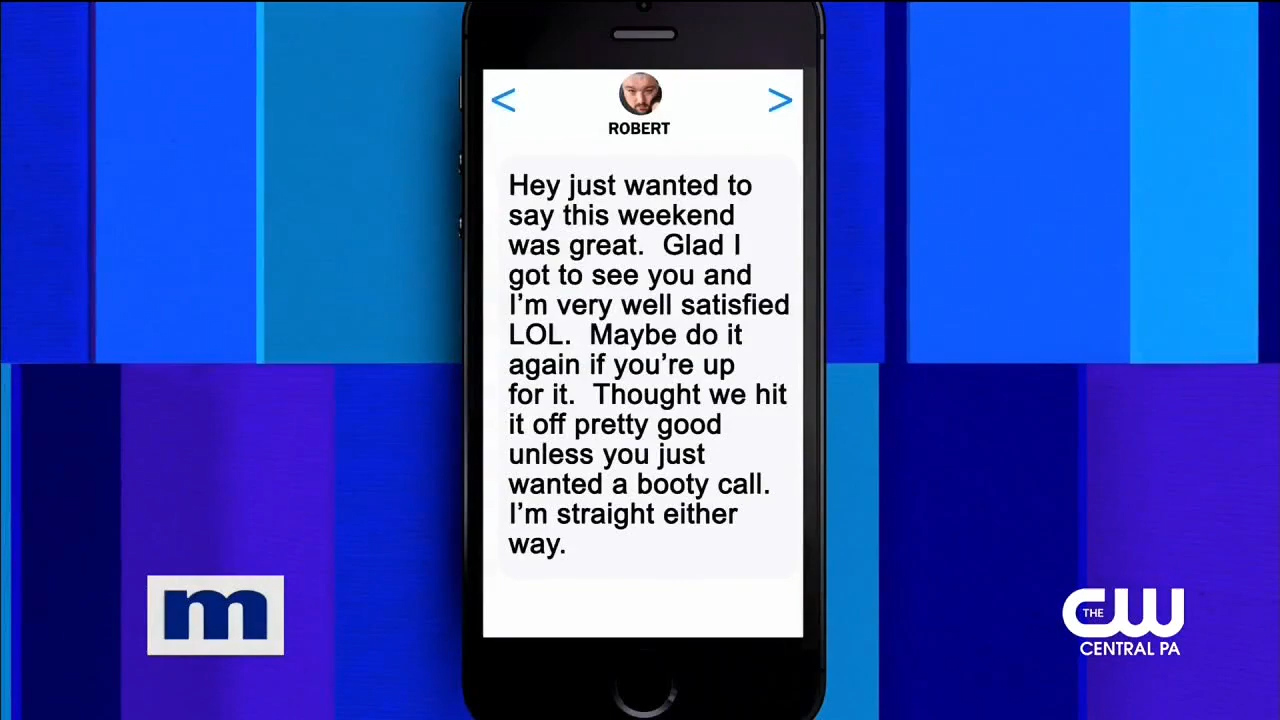 <
>
ROBERT
Hey just wanted to
say this weekend
was great.  Glad I
got to see you and
I’m very well satisfied
LOL.  Maybe do it
again if you’re up
for it.  Thought we hit
it off pretty good
unless you just
wanted a booty call.
I’m straight either
way.
m
THE CW
CENTRAL PA